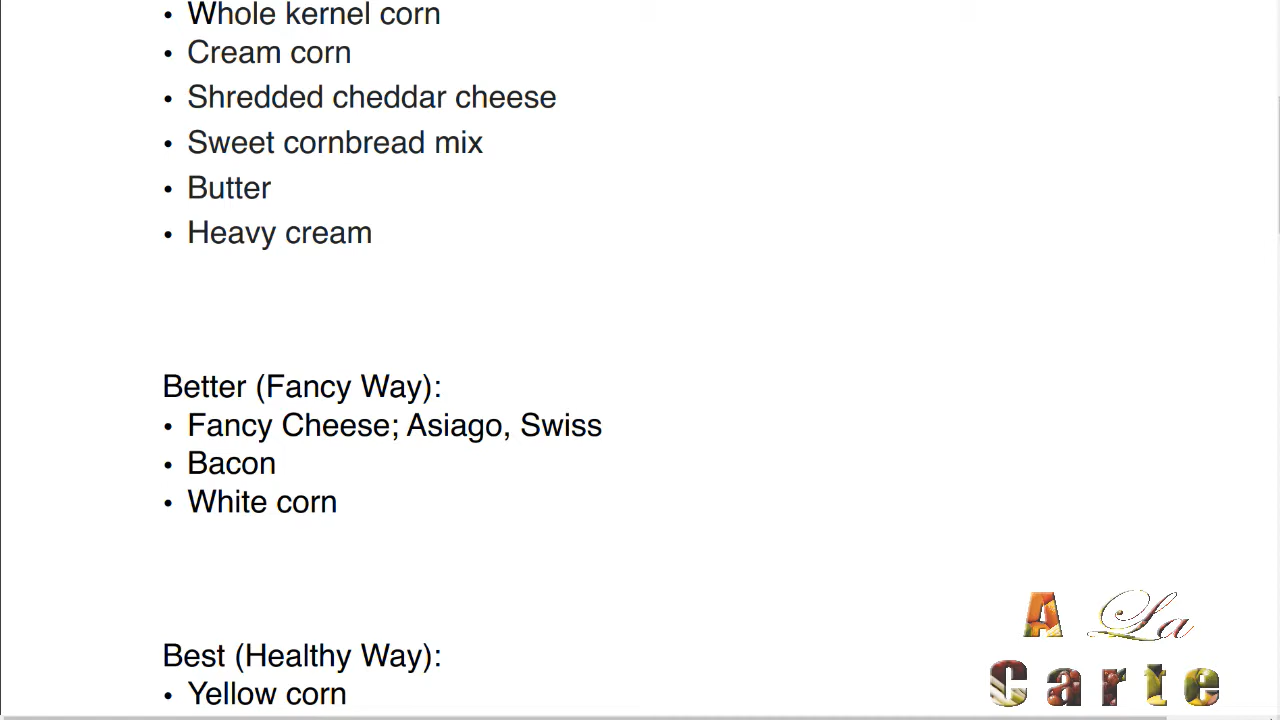 • Whole kernel corn
• Cream corn
• Shredded cheddar cheese
• Sweet cornbread mix
• Butter
• Heavy cream
Better (Fancy Way):
• Fancy Cheese; Asiago, Swiss
• Bacon
• White corn
Best (Healthy Way):
• Yellow corn
A La
Carte